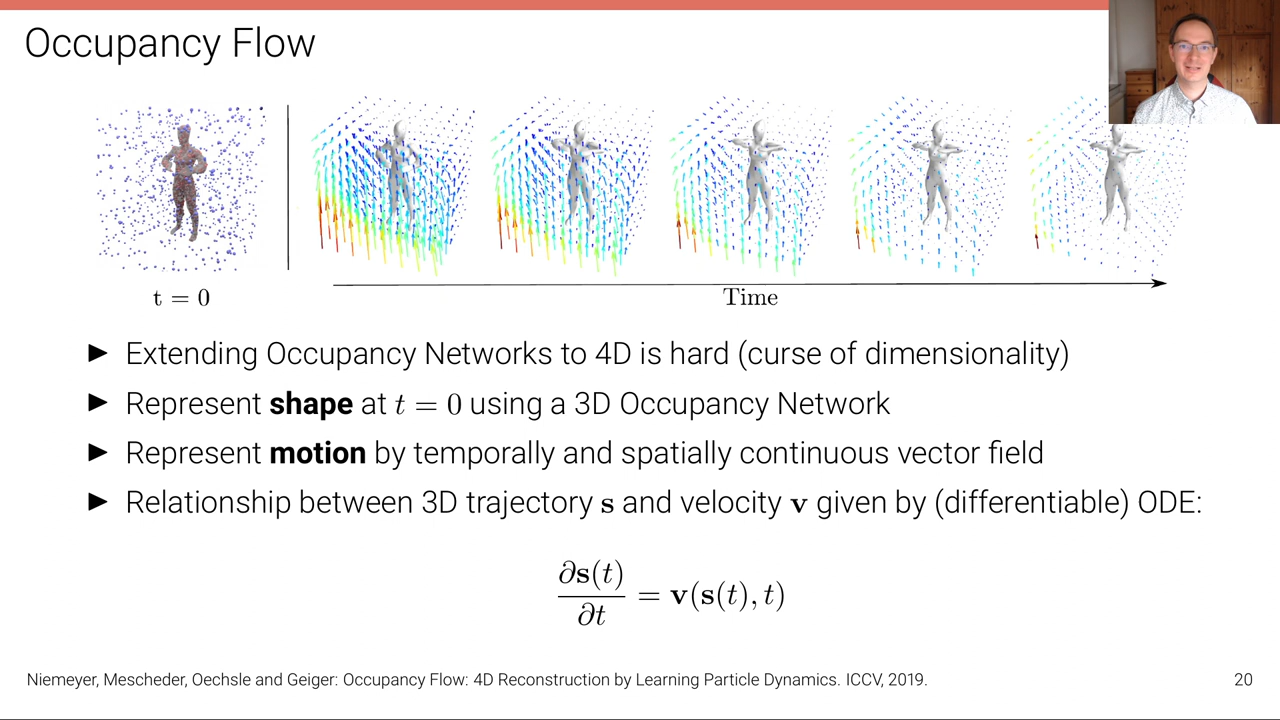 Occupancy Flow
t = 0
Time
► Extending Occupancy Networks to 4D is hard (curse of dimensionality)
► Represent shape at t = 0 using a 3D Occupancy Network
► Represent motion by temporally and spatially continuous vector field
► Relationship between 3D trajectory s and velocity v given by (differentiable) ODE:
∂s(t)/∂t = v(s(t), t)
Niemeyer, Mescheder, Oechsle and Geiger: Occupancy Flow: 4D Reconstruction by Learning Particle Dynamics. ICCV, 2019.
20